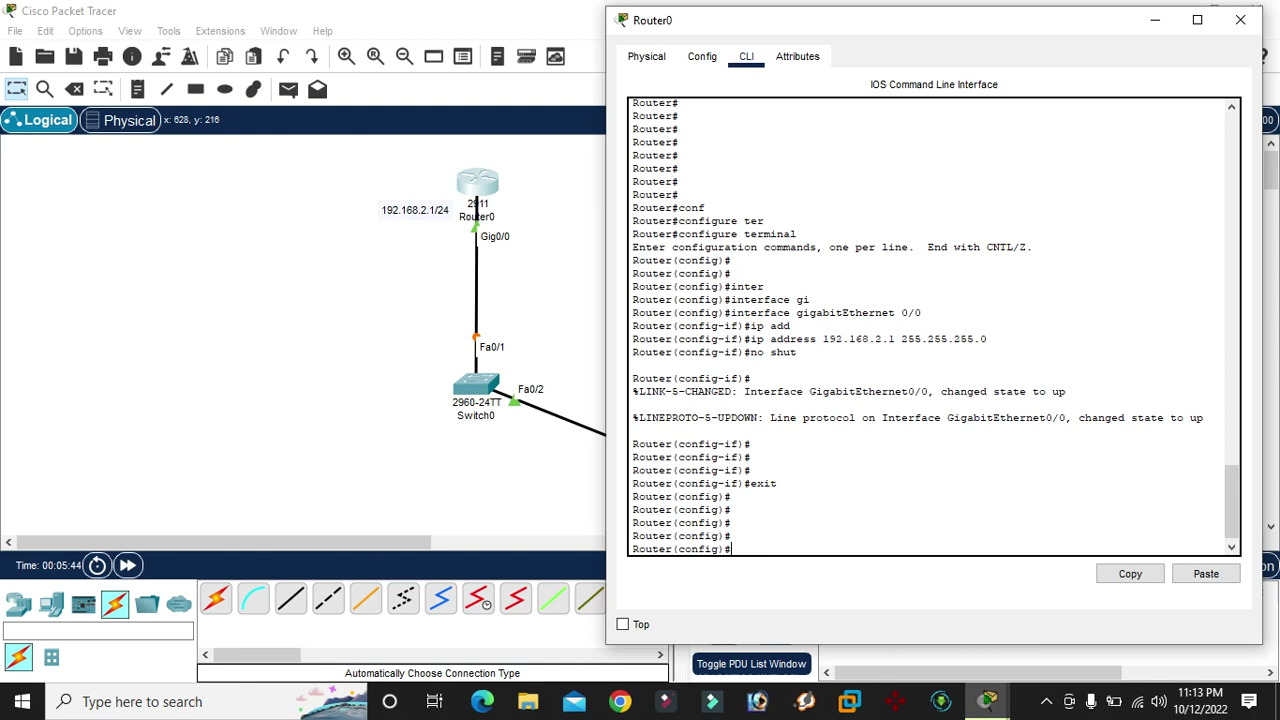 Cisco Packet Tracer
File Edit Options View Tools Extensions Window Help
Logical Physical x: 628, y: 216
192.168.2.1/24
2911
Router0
Gig0/0
Fa0/1
Fa0/2
2960-24TT
Switch0
Time: 00:05:44
Automatically Choose Connection Type
Router0
Physical Config CLI Attributes
IOS Command Line Interface
Router#
Router#
Router#
Router#
Router#
Router#
Router#
Router#
Router#conf
Router#configure ter
Router#configure terminal
Enter configuration commands, one per line. End with CNTL/Z.
Router(config)#
Router(config)#
Router(config)#inter
Router(config)#interface gi
Router(config)#interface gigabitEthernet 0/0
Router(config-if)#ip add
Router(config-if)#ip address 192.168.2.1 255.255.255.0
Router(config-if)#no shut
Router(config-if)#
%LINK-5-CHANGED: Interface GigabitEthernet0/0, changed state to up
%LINEPROTO-5-UPDOWN: Line protocol on Interface GigabitEthernet0/0, changed state to up
Router(config-if)#
Router(config-if)#
Router(config-if)#
Router(config-if)#exit
Router(config)#
Router(config)#
Router(config)#
Router(config)#
Router(config)#
Copy Paste
Top
Toggle PDU List Window
Type here to search
11:13 PM
10/12/2022